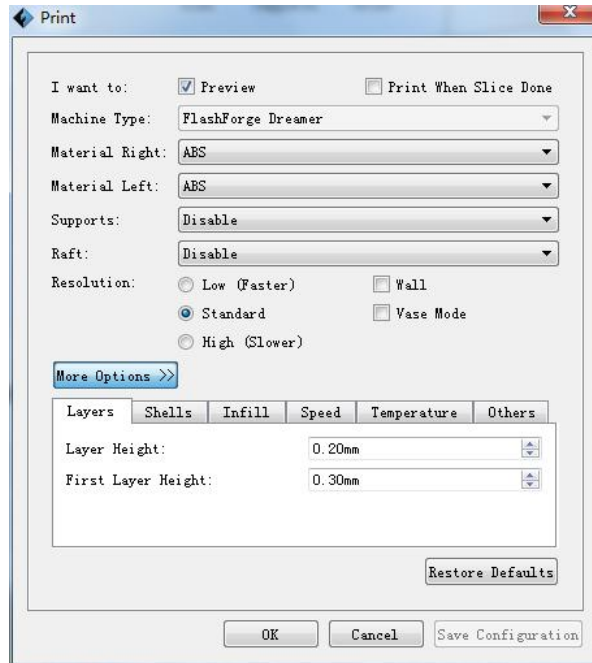 Print
I want to: Preview Print When Slice Done
Machine Type: FlashForge Dreamer
Material Right: ABS
Material Left: ABS
Supports: Disable
Raft: Disable
Resolution: Low (Faster) Wall
Standard Vase Mode
High (Slower)
More Options >>
Layers Shells Infill Speed Temperature Others
Layer Height: 0.20mm
First Layer Height: 0.30mm
Restore Defaults
OK Cancel Save Configuration